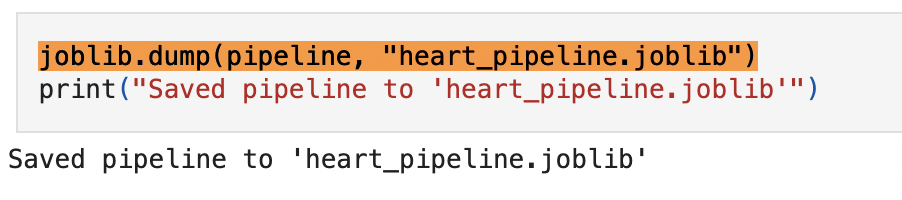 joblib.dump(pipeline, "heart_pipeline.joblib")
print("Saved pipeline to 'heart_pipeline.joblib'")
Saved pipeline to 'heart_pipeline.joblib'